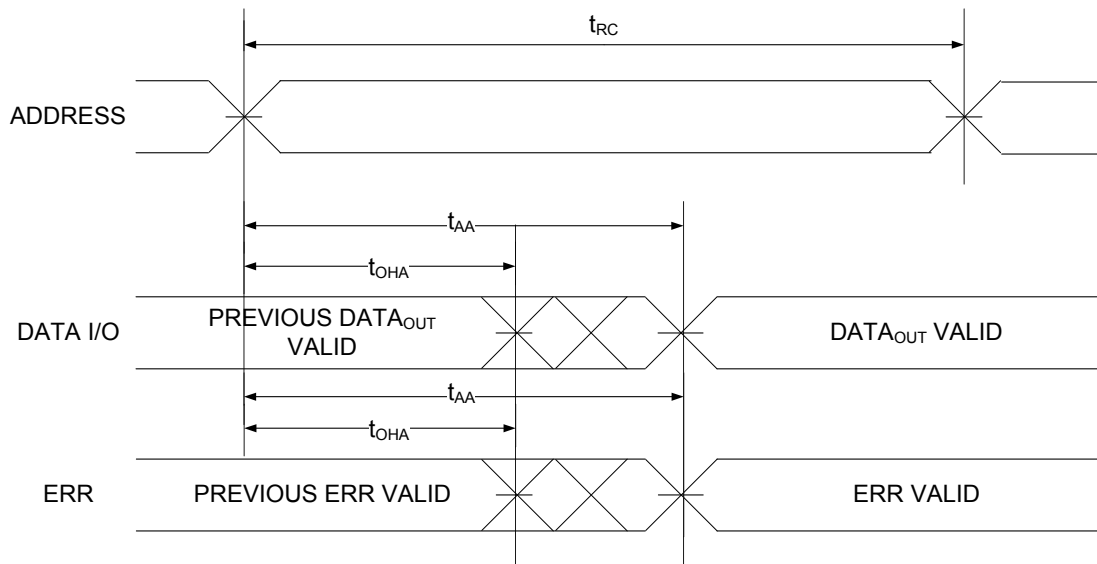 tRC
ADDRESS
tAA
tOHA
DATA I/O
PREVIOUS DATAOUT
VALID
DATAOUT VALID
tAA
tOHA
ERR
PREVIOUS ERR VALID
ERR VALID